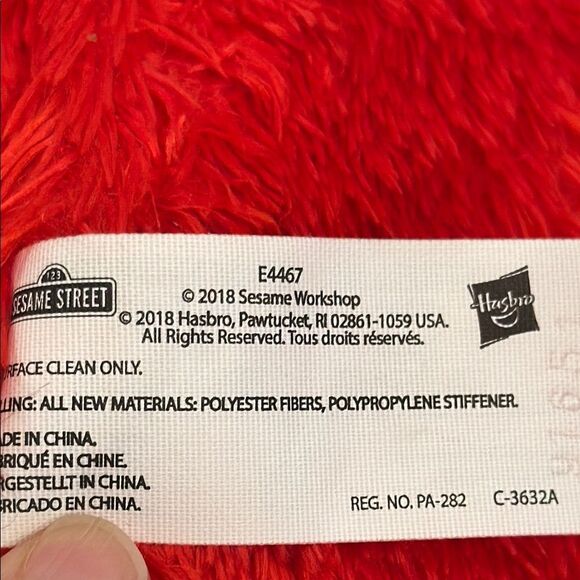 E4467
123
SESAME STREET
© 2018 Sesame Workshop
Hasbro
© 2018 Hasbro, Pawtucket, RI 02861-1059 USA.
All Rights Reserved. Tous droits réservés.
URFACE CLEAN ONLY.
LING: ALL NEW MATERIALS: POLYESTER FIBERS, POLYPROPYLENE STIFFENER.
ADE IN CHINA.
BRIQUÉ EN CHINE.
RGESTELLT IN CHINA.
BRICADO EN CHINA.
REG. NO. PA-282 C-3632A